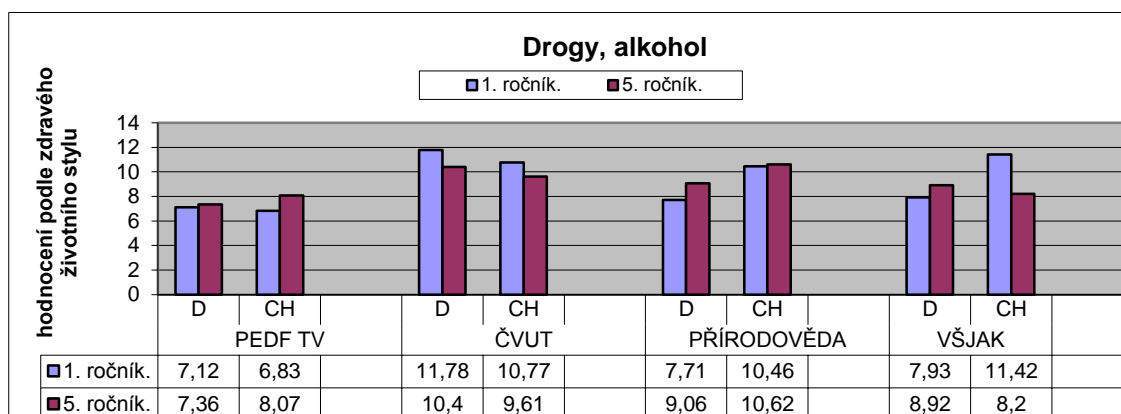 Drogy, alkohol
1. ročník. 5. ročník.
hodnocení podle zdravého
životního stylu
14
12
10
8
6
4
2
0
D CH D CH D CH D CH
PEDF TV ČVUT PŘÍRODOVĚDA VŠJAK
1. ročník. 7,12 6,83 11,78 10,77 7,71 10,46 7,93 11,42
5. ročník. 7,36 8,07 10,4 9,61 9,06 10,62 8,92 8,2